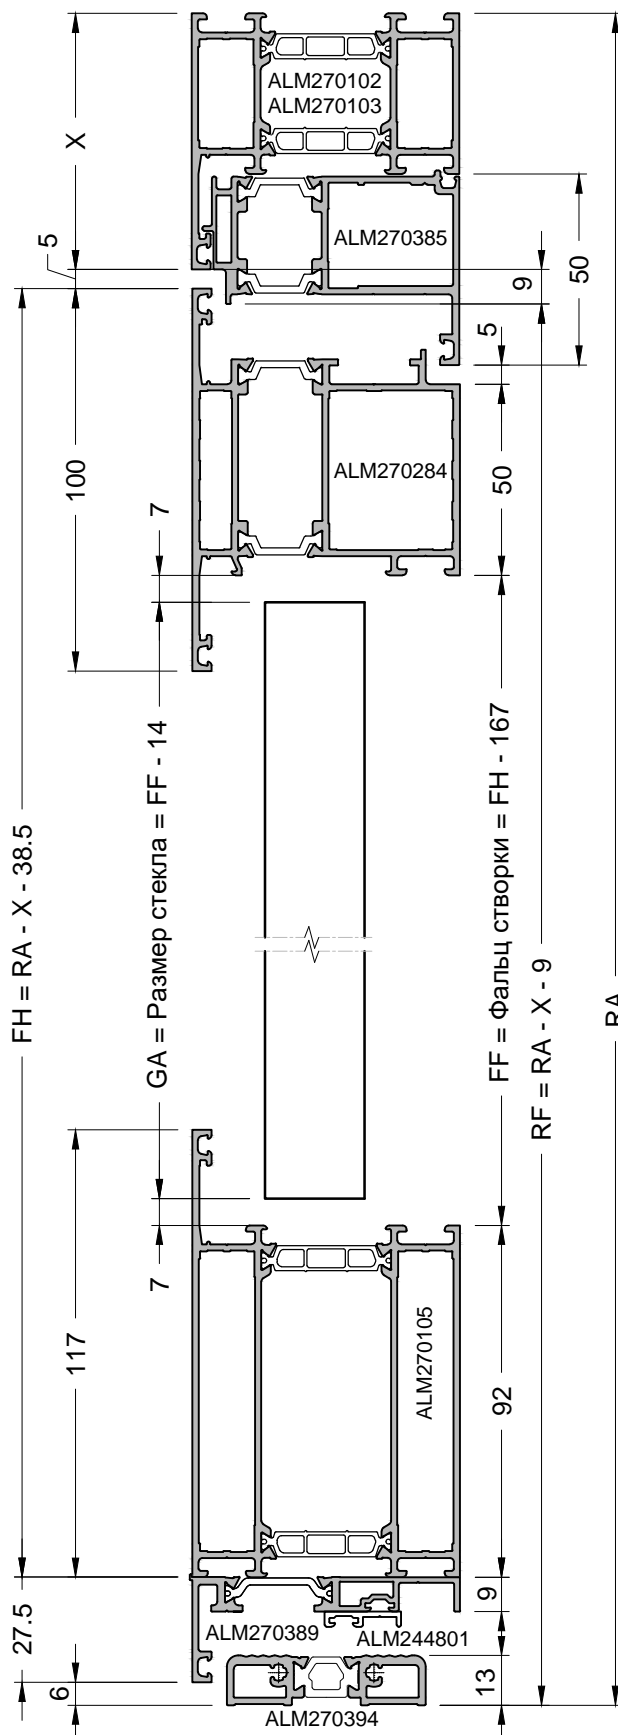 ALM270102
ALM270103
X
5
ALM270385
9
50
5
100
7
ALM270284
50
FH = RA - X - 38.5
GA = Размер стекла = FF - 14
FF = Фальц створки = FH - 167
RF = RA - X - 9
RA
117
7
ALM270105
92
27.5
6
ALM270389
ALM244801
9
13
ALM270394